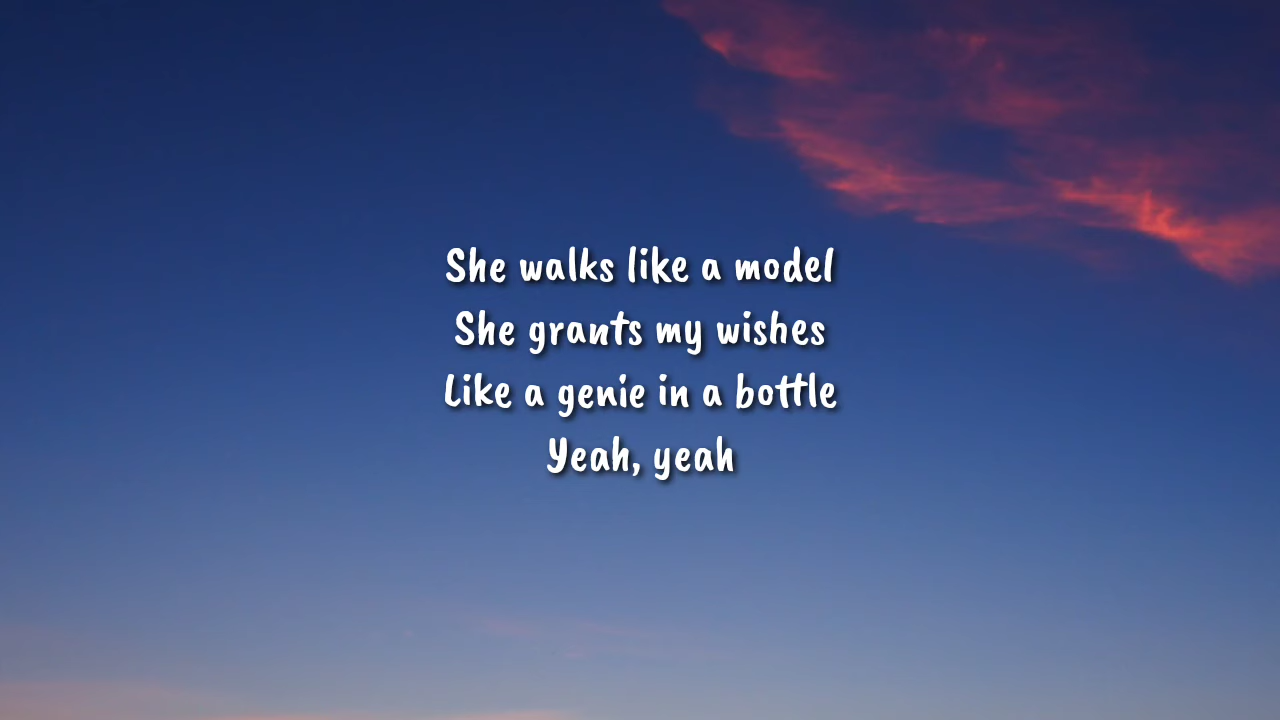 She walks like a model
She grants my wishes
Like a genie in a bottle
Yeah, yeah